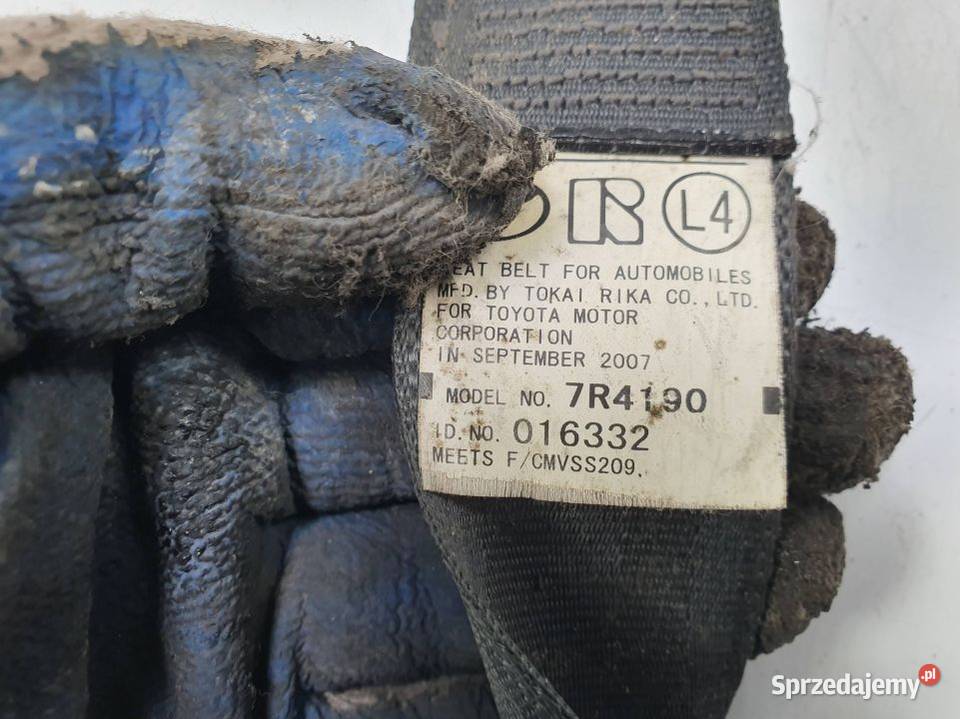 R L4
BELT FOR AUTOMOBILES
MFD. BY TOKAI RIKA CO., LTD.
FOR TOYOTA MOTOR
CORPORATION
IN SEPTEMBER 2007
MODEL NO. 7R4190
ID. NO. 016332
MEETS F/CMVSS209.
Sprzedajemy.pl